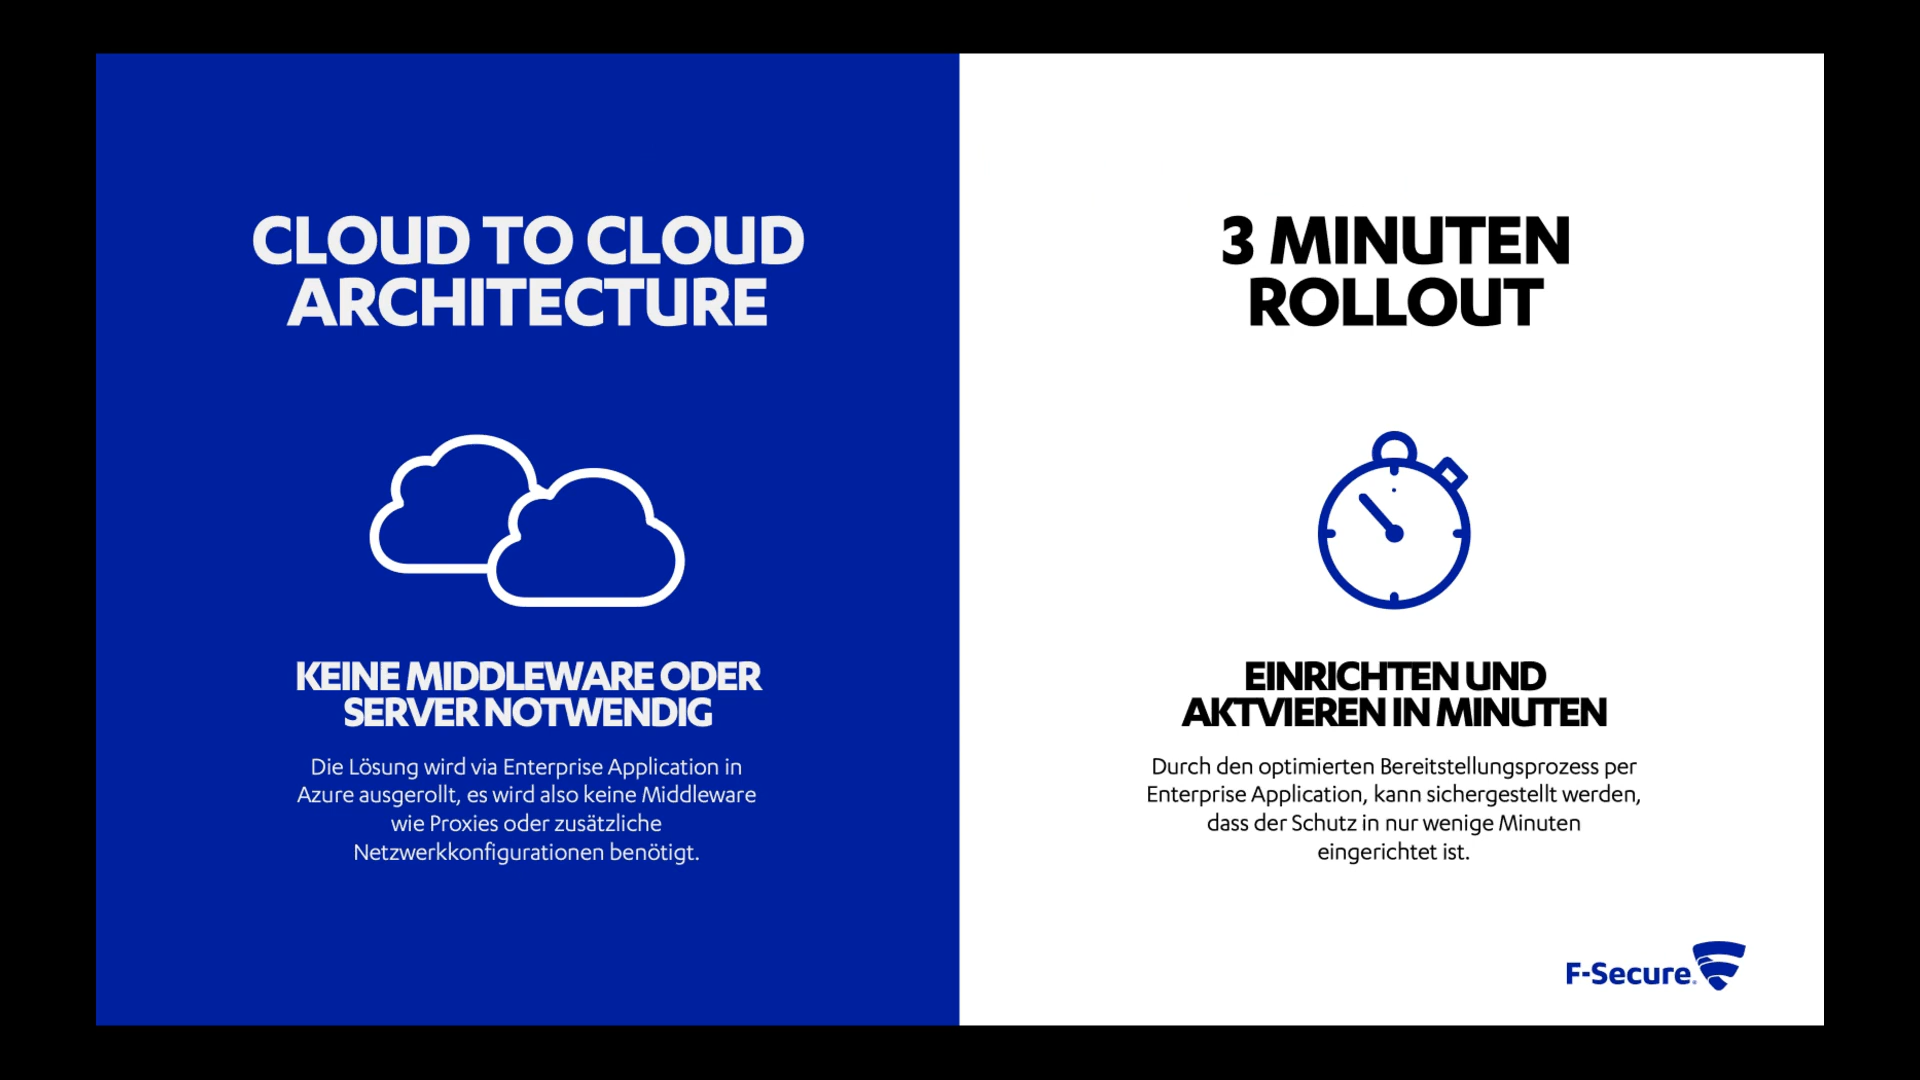 CLOUD TO CLOUD
ARCHITECTURE
KEINE MIDDLEWARE ODER
SERVER NOTWENDIG
Die Lösung wird via Enterprise Application in
Azure ausgerollt, es wird also keine Middleware
wie Proxies oder zusätzliche
Netzwerkkonfigurationen benötigt.
3 MINUTEN
ROLLOUT
EINRICHTEN UND
AKTVIEREN IN MINUTEN
Durch den optimierten Bereitstellungsprozess per
Enterprise Application, kann sichergestellt werden,
dass der Schutz in nur wenige Minuten
eingerichtet ist.
F-Secure.